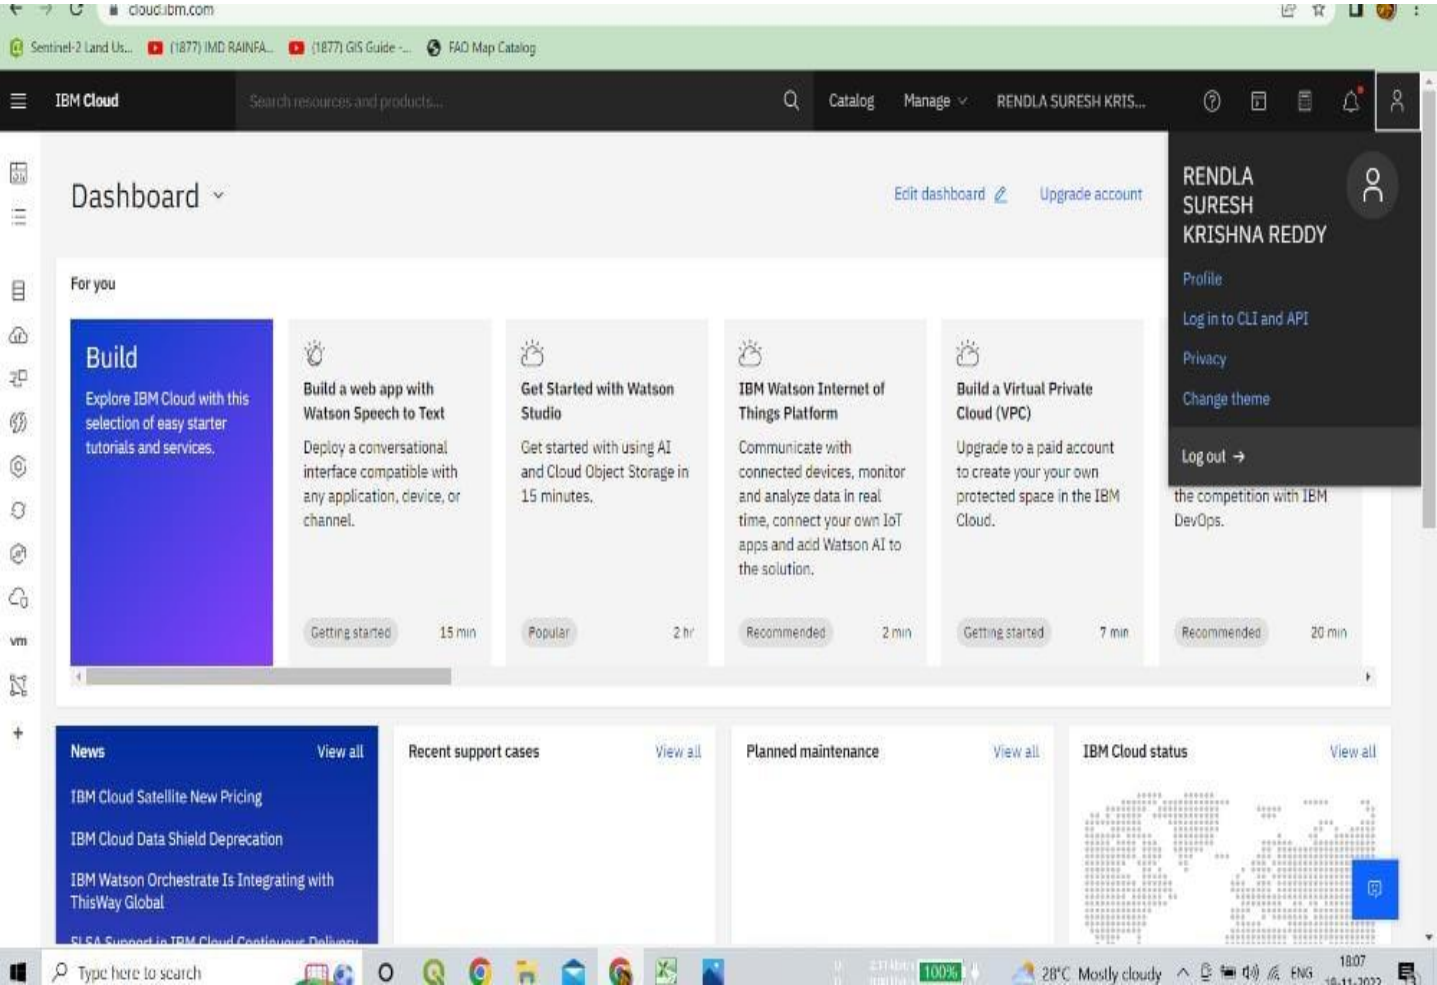 cloud.ibm.com
Sentinel-2 Land Us... (1877) IMD RAINFA... (1877) GIS Guide -... FAO Map Catalog
IBM Cloud Search resources and products... Catalog Manage RENDLA SURESH KRIS...
Dashboard Edit dashboard Upgrade account
RENDLA
SURESH
KRISHNA REDDY
Profile
Log in to CLI and API
Privacy
Change theme
Log out →
For you
Build
Explore IBM Cloud with this
selection of easy starter
tutorials and services.
Build a web app with
Watson Speech to Text
Deploy a conversational
interface compatible with
any application, device, or
channel.
Getting started 15 min
Get Started with Watson
Studio
Get started with using AI
and Cloud Object Storage in
15 minutes.
Popular 2 hr
IBM Watson Internet of
Things Platform
Communicate with
connected devices, monitor
and analyze data in real
time, connect your own IoT
apps and add Watson AI to
the solution.
Recommended 2 min
Build a Virtual Private
Cloud (VPC)
Upgrade to a paid account
to create your your own
protected space in the IBM
Cloud.
Getting started 7 min
the competition with IBM
DevOps.
Recommended 20 min
vm
News View all
IBM Cloud Satellite New Pricing
IBM Cloud Data Shield Deprecation
IBM Watson Orchestrate Is Integrating with
ThisWay Global
SLSA Support in IBM Cloud Continuous Delivery
Recent support cases View all
Planned maintenance View all
IBM Cloud status View all
Type here to search 100% 28°C Mostly cloudy ENG 18:07